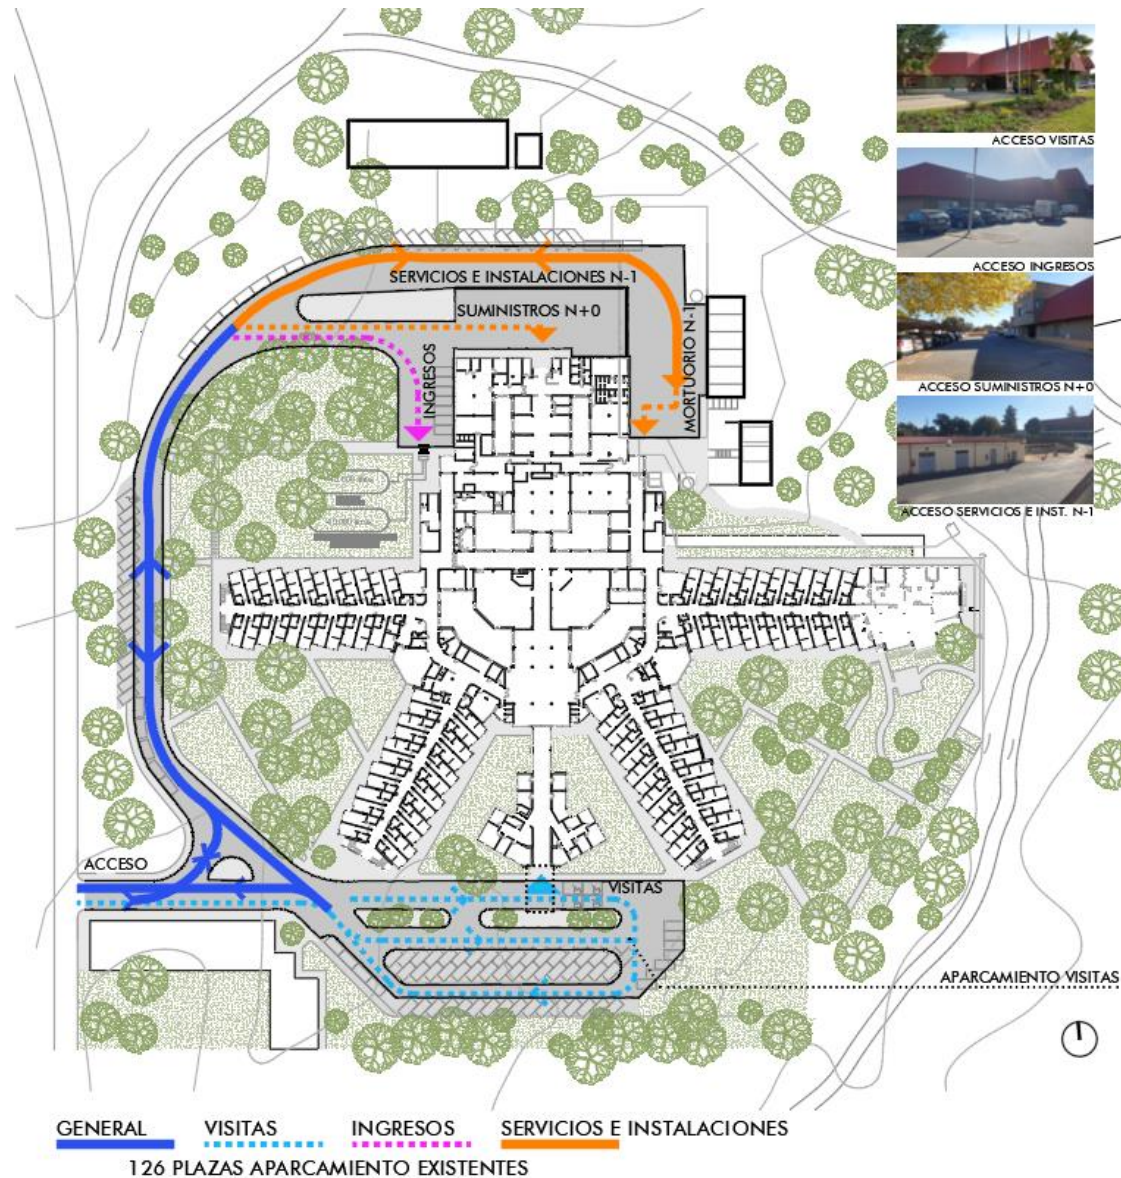 ACCESO VISITAS
ACCESO INGRESOS
SERVICIOS E INSTALACIONES N-1
SUMINISTROS N+0
INGRESOS
MORTUORIO N-1
ACCESO SUMINISTROS N+0
ACCESO SERVICIOS E INST. N-1
ACCESO
VISITAS
APARCAMIENTO VISITAS
GENERAL VISITAS INGRESOS SERVICIOS E INSTALACIONES
126 PLAZAS APARCAMIENTO EXISTENTES